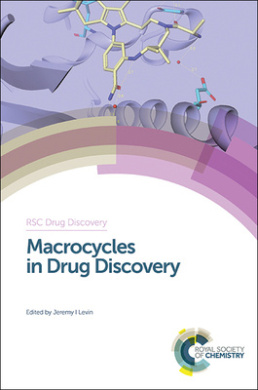 RSC Drug Discovery
Macrocycles
in Drug Discovery
Edited by Jeremy I Levin
ROYAL SOCIETY
OF CHEMISTRY